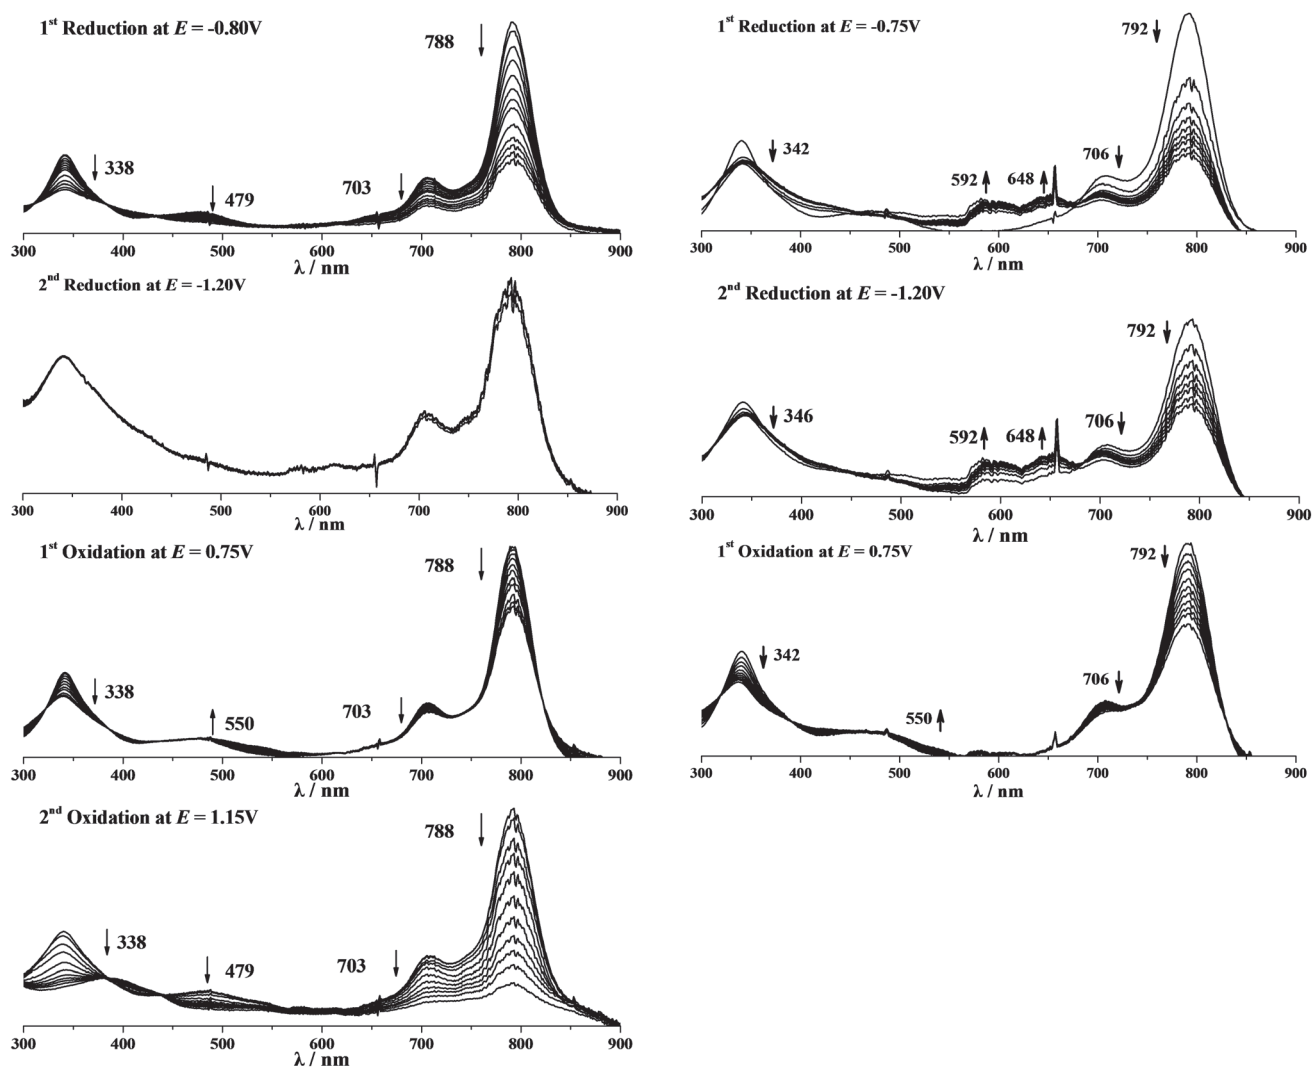 1st Reduction at E = -0.80V
788
338
479
703
300 400 500 600 700 800 900
λ / nm
2nd Reduction at E = -1.20V
300 400 500 600 700 800 900
λ / nm
1st Oxidation at E = 0.75V
788
338
550
703
300 400 500 600 700 800 900
λ / nm
2nd Oxidation at E = 1.15V
788
338
479
703
300 400 500 600 700 800 900
λ / nm
1st Reduction at E = -0.75V
792
342
592
648
706
300 400 500 600 700 800 900
λ / nm
2nd Reduction at E = -1.20V
792
346
592
648
706
300 400 500 600 700 800 900
λ / nm
1st Oxidation at E = 0.75V
792
342
550
706
300 400 500 600 700 800 900
λ / nm